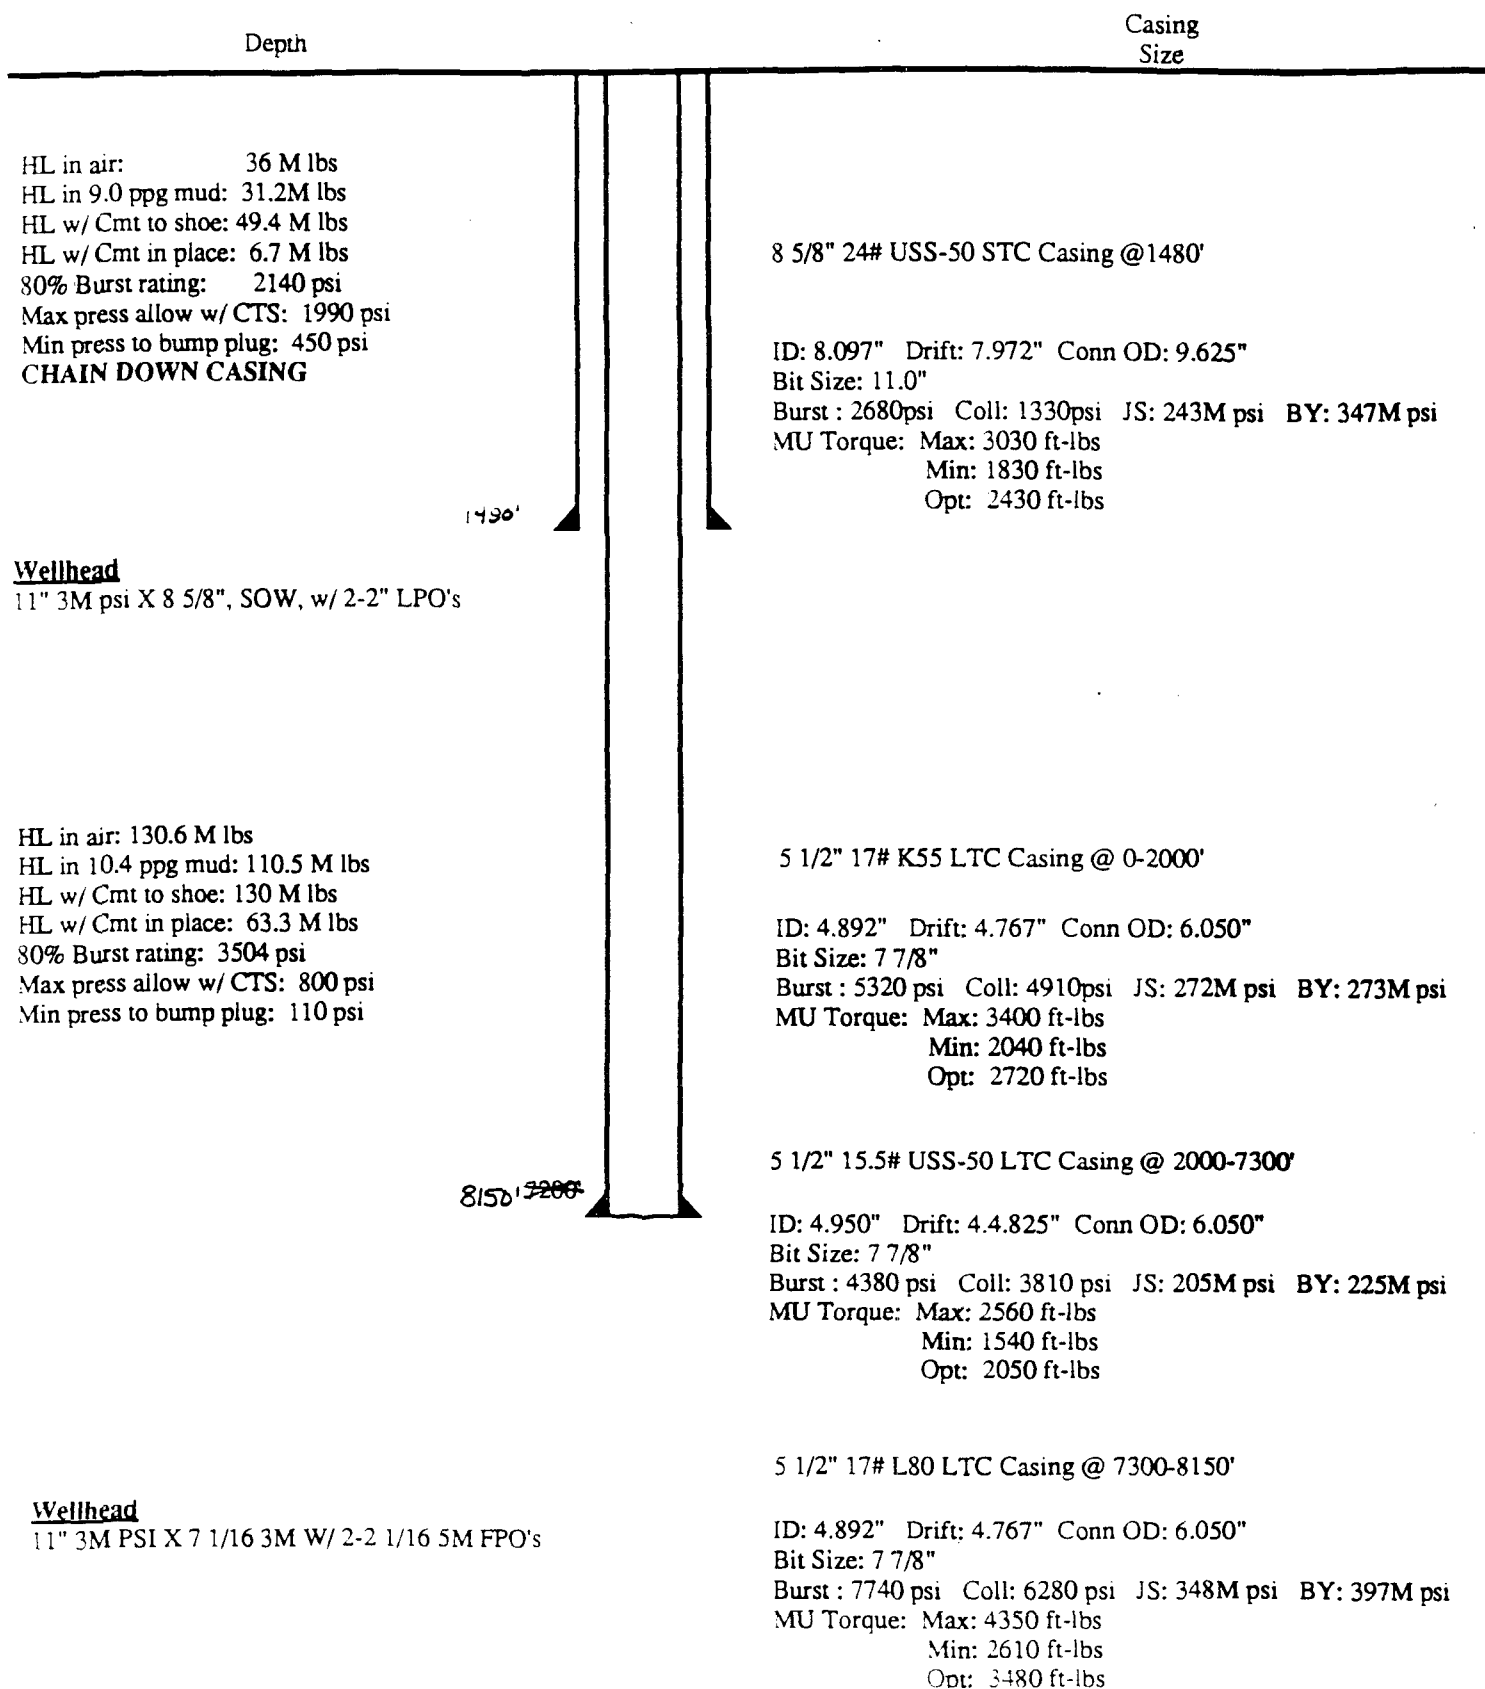 Depth
Casing
Size
HL in air: 36 M lbs
HL in 9.0 ppg mud: 31.2M lbs
HL w/ Cmt to shoe: 49.4 M lbs
HL w/ Cmt in place: 6.7 M lbs
80% Burst rating: 2140 psi
Max press allow w/ CTS: 1990 psi
Min press to bump plug: 450 psi
CHAIN DOWN CASING
8 5/8" 24# USS-50 STC Casing @1480'
ID: 8.097" Drift: 7.972" Conn OD: 9.625"
Bit Size: 11.0"
Burst : 2680psi Coll: 1330psi JS: 243M psi BY: 347M psi
MU Torque: Max: 3030 ft-lbs
Min: 1830 ft-lbs
Opt: 2430 ft-lbs
Wellhead
11" 3M psi X 8 5/8", SOW, w/ 2-2" LPO's
HL in air: 130.6 M lbs
HL in 10.4 ppg mud: 110.5 M lbs
HL w/ Cmt to shoe: 130 M lbs
HL w/ Cmt in place: 63.3 M lbs
80% Burst rating: 3504 psi
Max press allow w/ CTS: 800 psi
Min press to bump plug: 110 psi
5 1/2" 17# K55 LTC Casing @ 0-2000'
ID: 4.892" Drift: 4.767" Conn OD: 6.050"
Bit Size: 7 7/8"
Burst : 5320 psi Coll: 4910psi JS: 272M psi BY: 273M psi
MU Torque: Max: 3400 ft-lbs
Min: 2040 ft-lbs
Opt: 2720 ft-lbs
8150'
5 1/2" 15.5# USS-50 LTC Casing @ 2000-7300'
ID: 4.950" Drift: 4.4.825" Conn OD: 6.050"
Bit Size: 7 7/8"
Burst : 4380 psi Coll: 3810 psi JS: 205M psi BY: 225M psi
MU Torque: Max: 2560 ft-lbs
Min: 1540 ft-lbs
Opt: 2050 ft-lbs
5 1/2" 17# L80 LTC Casing @ 7300-8150'
Wellhead
11" 3M PSI X 7 1/16 3M W/ 2-2 1/16 5M FPO's
ID: 4.892" Drift: 4.767" Conn OD: 6.050"
Bit Size: 7 7/8"
Burst : 7740 psi Coll: 6280 psi JS: 348M psi BY: 397M psi
MU Torque: Max: 4350 ft-lbs
Min: 2610 ft-lbs
Opt: 3480 ft-lbs